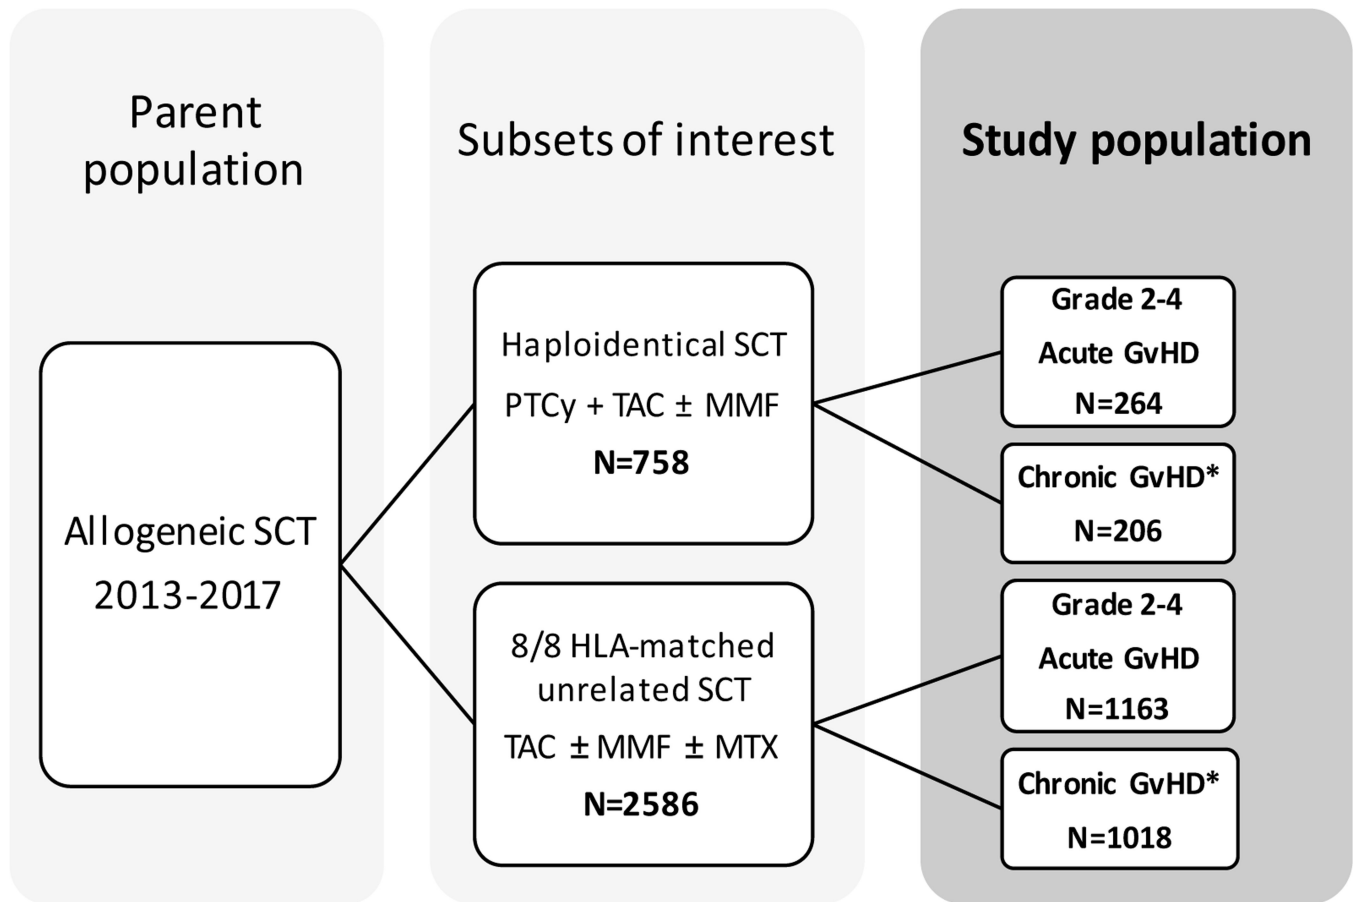 Parent
population
Allogeneic SCT
2013-2017
Subsets of interest
Haploidentical SCT
PTCy + TAC ± MMF
N=758
8/8 HLA-matched
unrelated SCT
TAC ± MMF ± MTX
N=2586
Study population
Grade 2-4
Acute GvHD
N=264
Chronic GvHD*
N=206
Grade 2-4
Acute GvHD
N=1163
Chronic GvHD*
N=1018